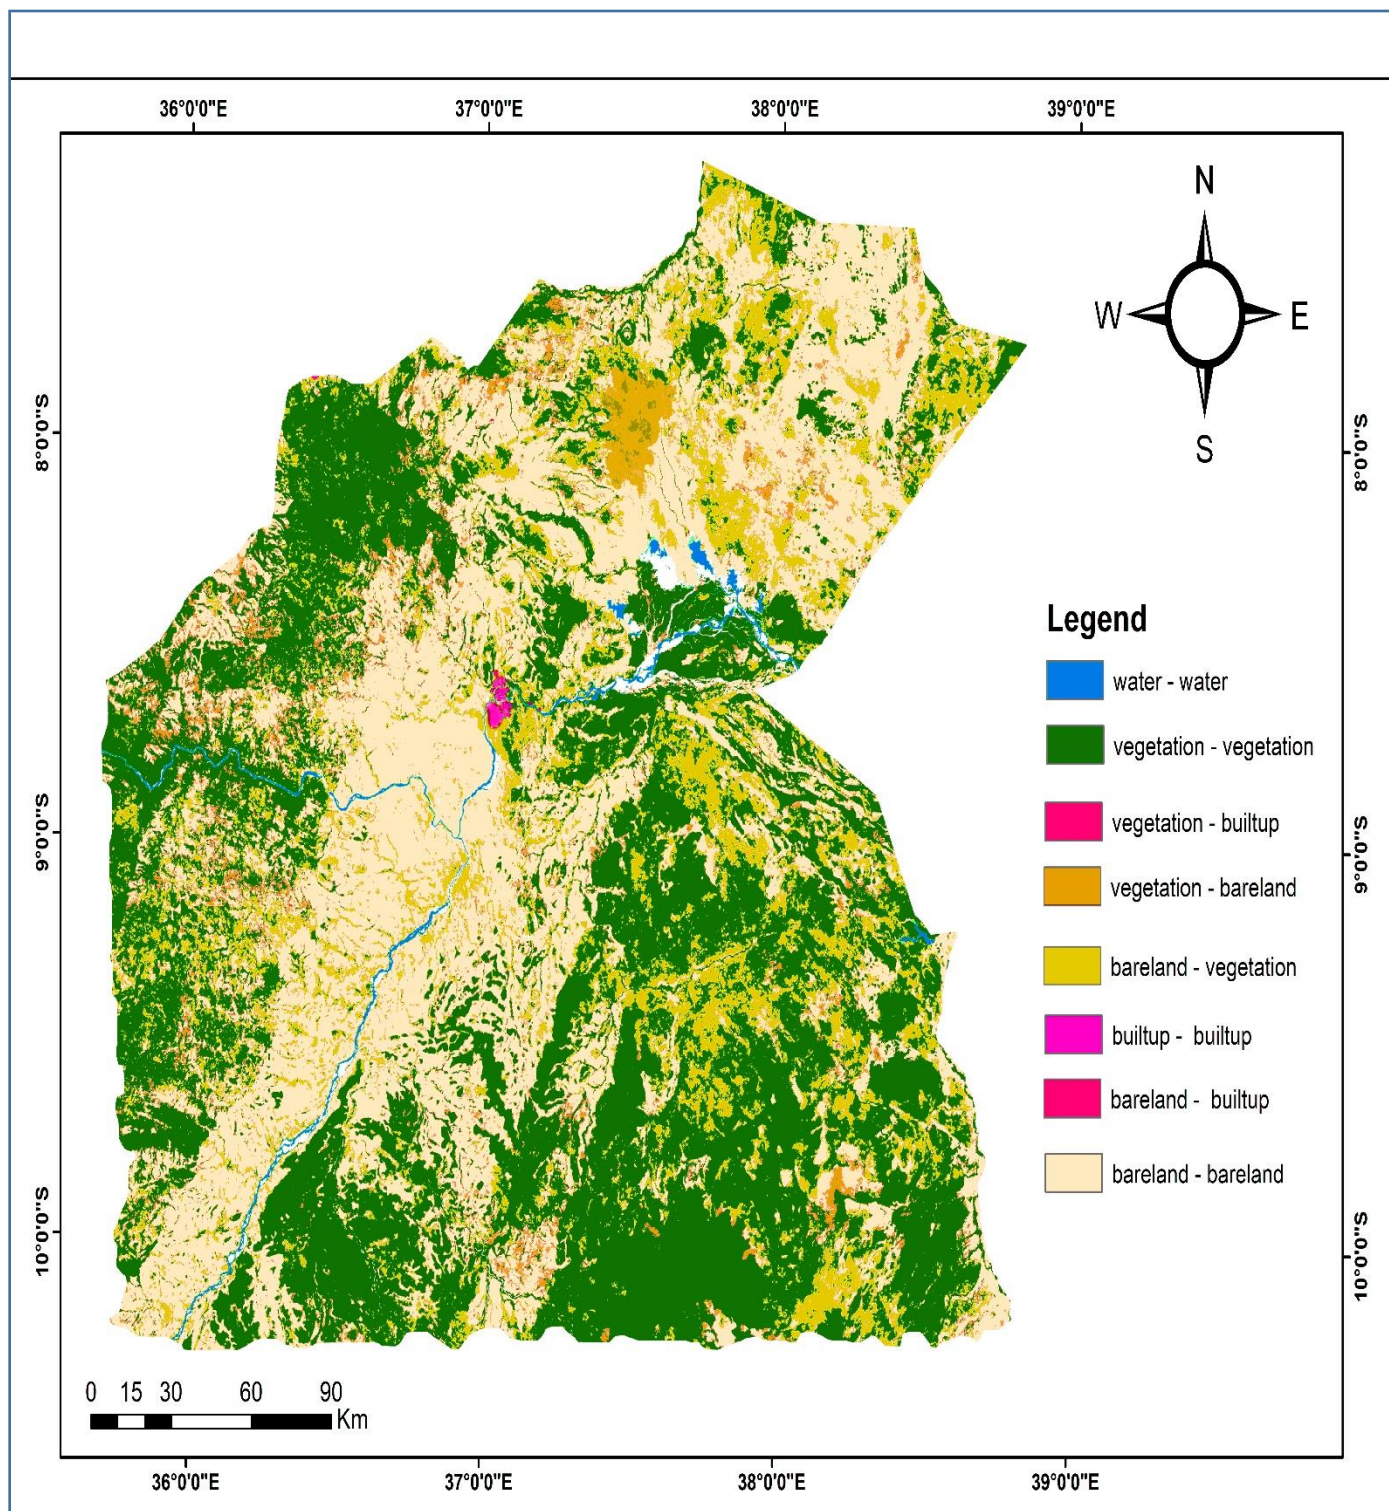 36°0'0"E 37°0'0"E 38°0'0"E 39°0'0"E
N
W E
S
8°0'0"S 8°0'0"S
Legend
water - water
vegetation - vegetation
vegetation - builtup
9°0'0"S 9°0'0"S
vegetation - bareland
bareland - vegetation
builtup - builtup
bareland - builtup
bareland - bareland
10°0'0"S 10°0'0"S
0 15 30 60 90
Km
36°0'0"E 37°0'0"E 38°0'0"E 39°0'0"E